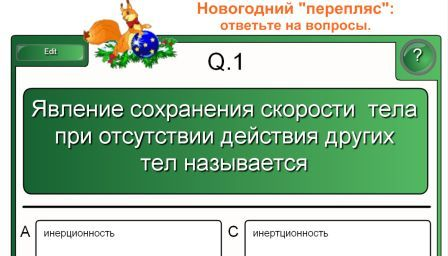 Новогодний "перепляс":
ответьте на вопросы.
Edit
?
Q.1
Явление сохранения скорости тела
при отсутствии действия других
тел называется
A инерционность
C инертционность